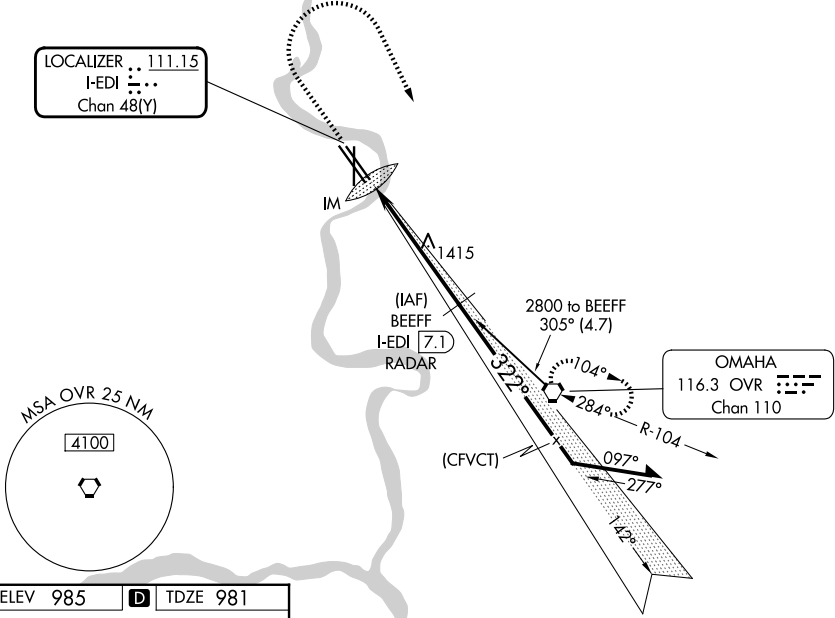 LOCALIZER 111.15
I-EDI
Chan 48(Y)
IM
1415
(IAF)
BEEFF
I-EDI 7.1
RADAR
2800 to BEEFF
305° (4.7)
322°
104°
284°
R-104
OMAHA
116.3 OVR
Chan 110
(CFVCT)
097°
277°
142°
MSA OVR 25 NM
4100
ELEV 985 D TDZE 981